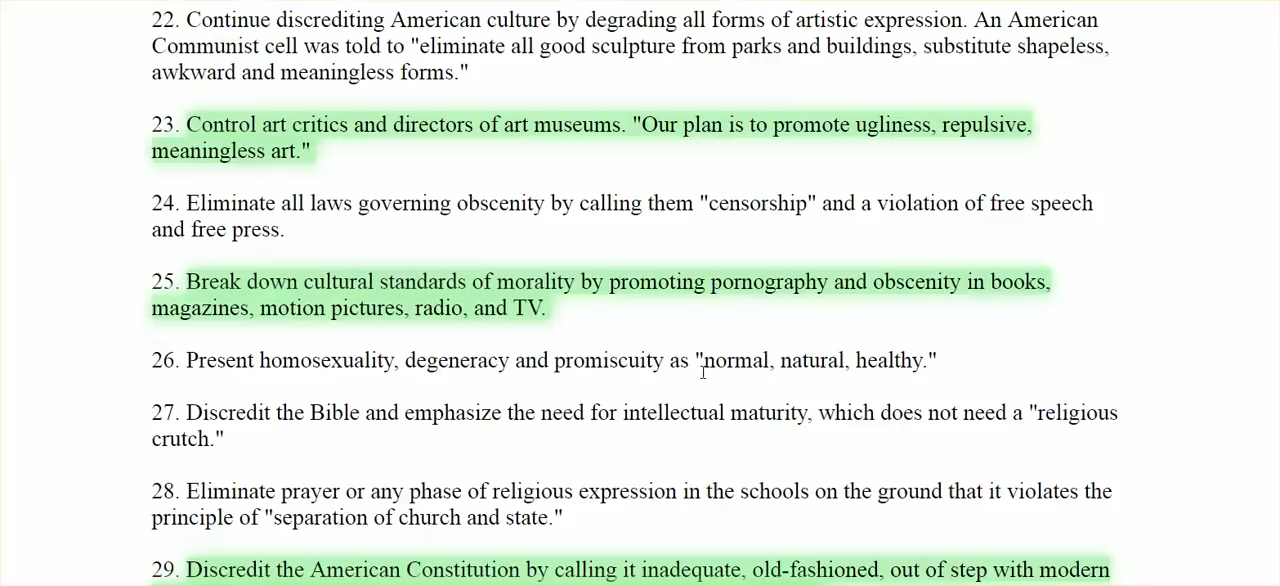 22. Continue discrediting American culture by degrading all forms of artistic expression. An American
Communist cell was told to "eliminate all good sculpture from parks and buildings, substitute shapeless,
awkward and meaningless forms."
23. Control art critics and directors of art museums. "Our plan is to promote ugliness, repulsive,
meaningless art."
24. Eliminate all laws governing obscenity by calling them "censorship" and a violation of free speech
and free press.
25. Break down cultural standards of morality by promoting pornography and obscenity in books,
magazines, motion pictures, radio, and TV.
26. Present homosexuality, degeneracy and promiscuity as "normal, natural, healthy."
27. Discredit the Bible and emphasize the need for intellectual maturity, which does not need a "religious
crutch."
28. Eliminate prayer or any phase of religious expression in the schools on the ground that it violates the
principle of "separation of church and state."
29. Discredit the American Constitution by calling it inadequate, old-fashioned, out of step with modern